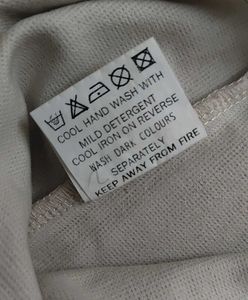 COOL HAND WASH WITH
MILD DETERGENT
COOL IRON ON REVERSE
WASH DARK COLOURS
SEPARATELY
KEEP AWAY FROM FIRE